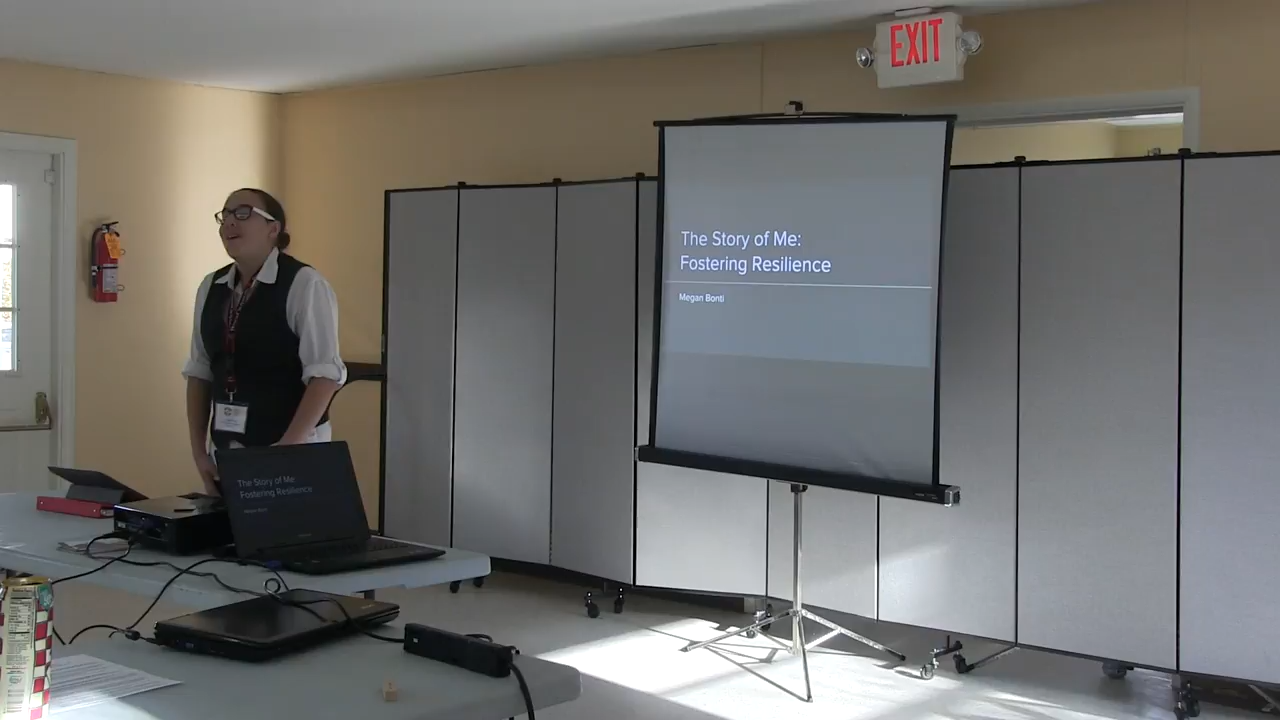 EXIT
The Story of Me:
Fostering Resilience
Megan Bonti
The Story of Me
Fostering Resilience